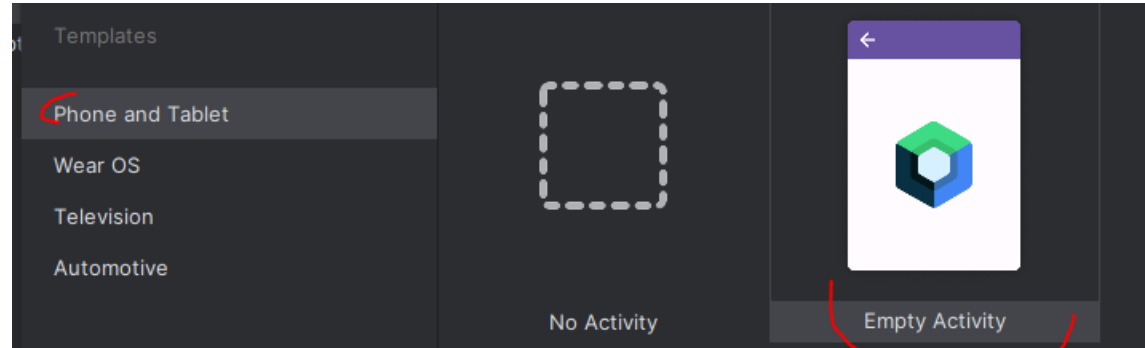 Templates
Phone and Tablet
Wear OS
Television
Automotive
No Activity
Empty Activity